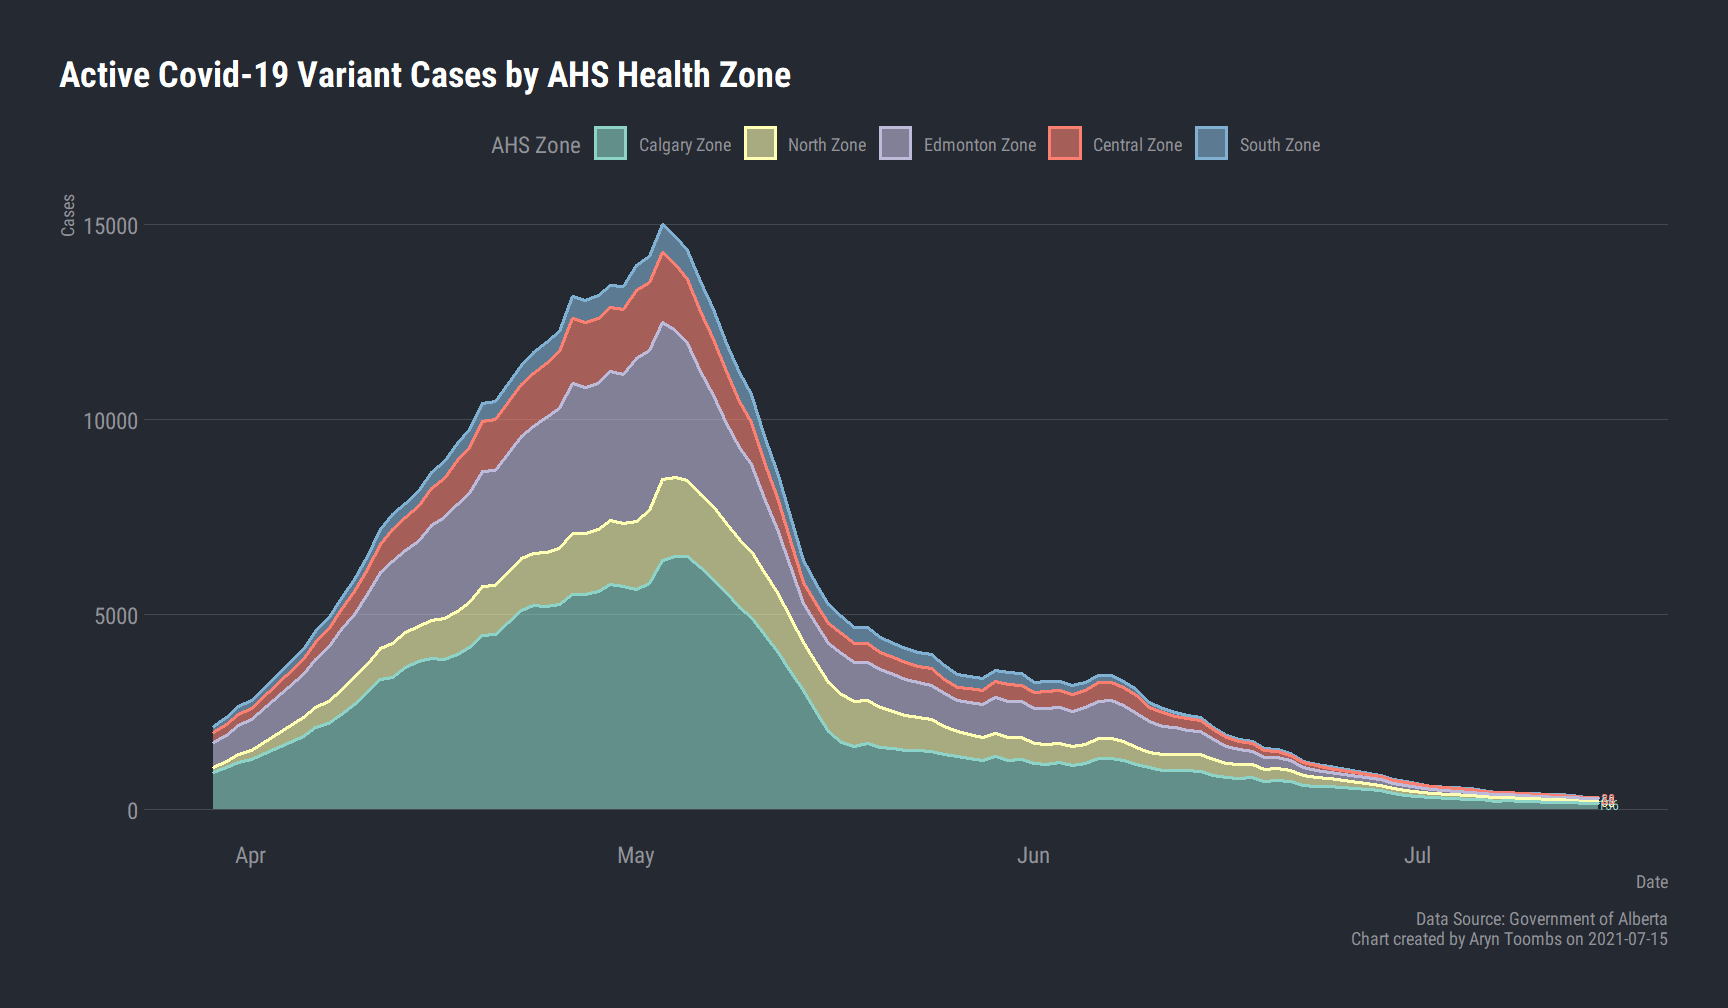 Active Covid-19 Variant Cases by AHS Health Zone
AHS Zone Calgary Zone North Zone Edmonton Zone Central Zone South Zone
Cases
15000
10000
5000
0
Apr May Jun Jul
Date
Data Source: Government of Alberta
Chart created by Aryn Toombs on 2021-07-15